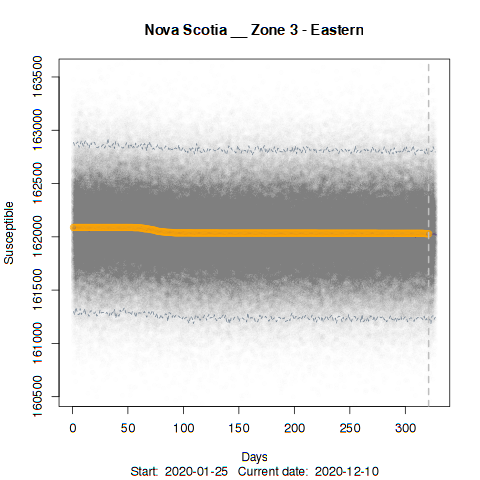 Nova Scotia __ Zone 3 - Eastern
163500
163000
162500
162000
161500
161000
160500
Susceptible
0 50 100 150 200 250 300
Days
Start: 2020-01-25 Current date: 2020-12-10